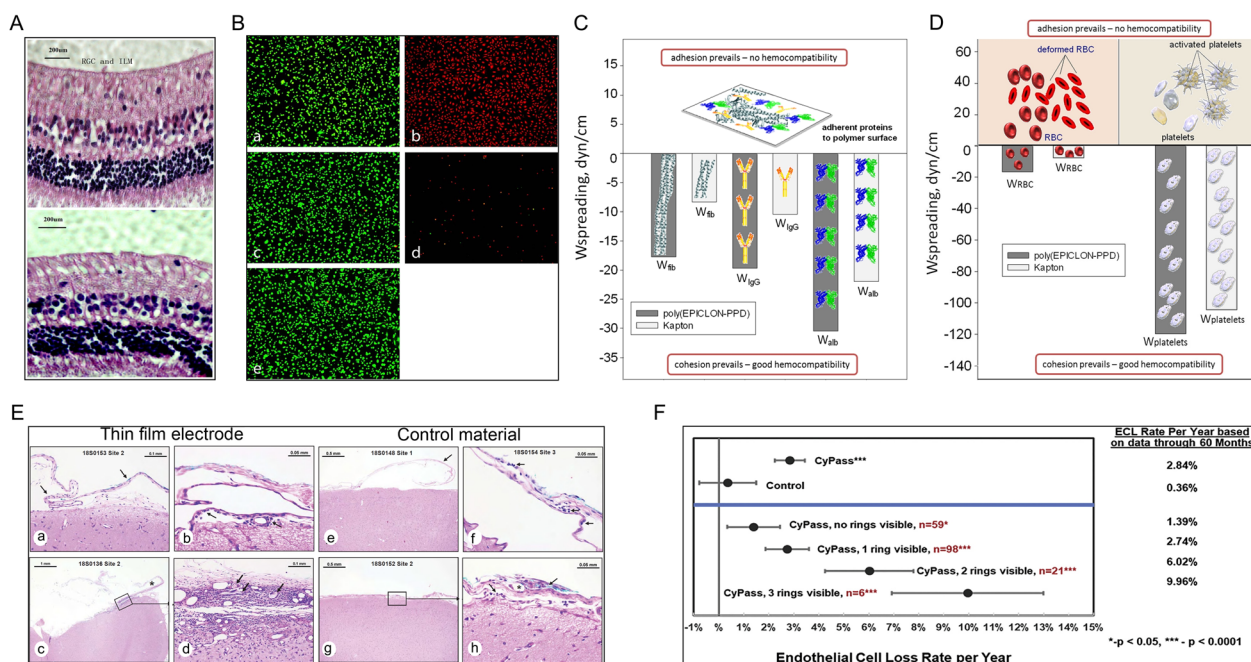 A
200um
RGC and IIM
200um
B
a
b
c
d
e
C
adhesion prevails – no hemocompatibility
Wspreading, dyn/cm
15
10
5
0
-5
-10
-15
-20
-25
-30
-35
adherent proteins
to polymer surface
Wfib
Wfib
WIgG
WIgG
Walb
Walb
poly(EPICLON-PPD)
Kapton
cohesion prevails – good hemocompatibility
D
adhesion prevails – no hemocompatibility
Wspreading, dyn/cm
60
40
20
0
-20
-40
-60
-80
-100
-120
-140
deformed RBC
RBC
activated platelets
platelets
WRBC
WRBC
poly(EPICLON-PPD)
Kapton
Wplatelets
Wplatelets
cohesion prevails – good hemocompatibility
E
Thin film electrode
Control material
18S0153 Site 2
0.1 mm
a
0.05 mm
b
18S0148 Site 1
0.5 mm
e
18S0154 Site 3
0.05 mm
f
1 mm
18S0136 Site 2
*
c
0.1 mm
d
0.5 mm
18S0152 Site 2
g
0.05 mm
*
h
F
ECL Rate Per Year based
on data through 60 Months
CyPass***
2.84%
Control
0.36%
CyPass, no rings visible, n=59*
1.39%
CyPass, 1 ring visible, n=98***
2.74%
CyPass, 2 rings visible, n=21***
6.02%
CyPass, 3 rings visible, n=6***
9.96%
-1% 0% 1% 2% 3% 4% 5% 6% 7% 8% 9% 10% 11% 12% 13% 14% 15%
*-p < 0.05, *** - p < 0.0001
Endothelial Cell Loss Rate per Year